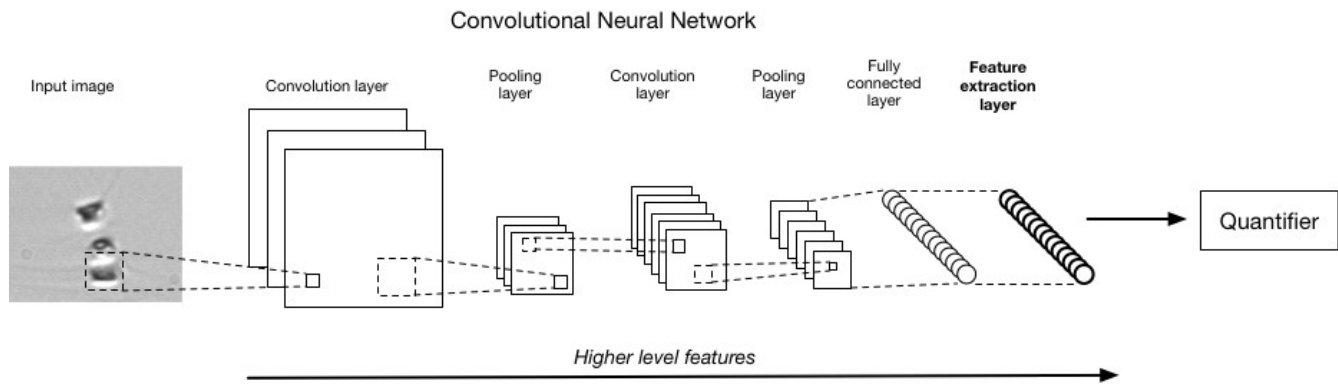 Convolutional Neural Network
Input image
Convolution layer
Pooling
layer
Convolution
layer
Pooling
layer
Fully
connected
layer
Feature
extraction
layer
Quantifier
Higher level features